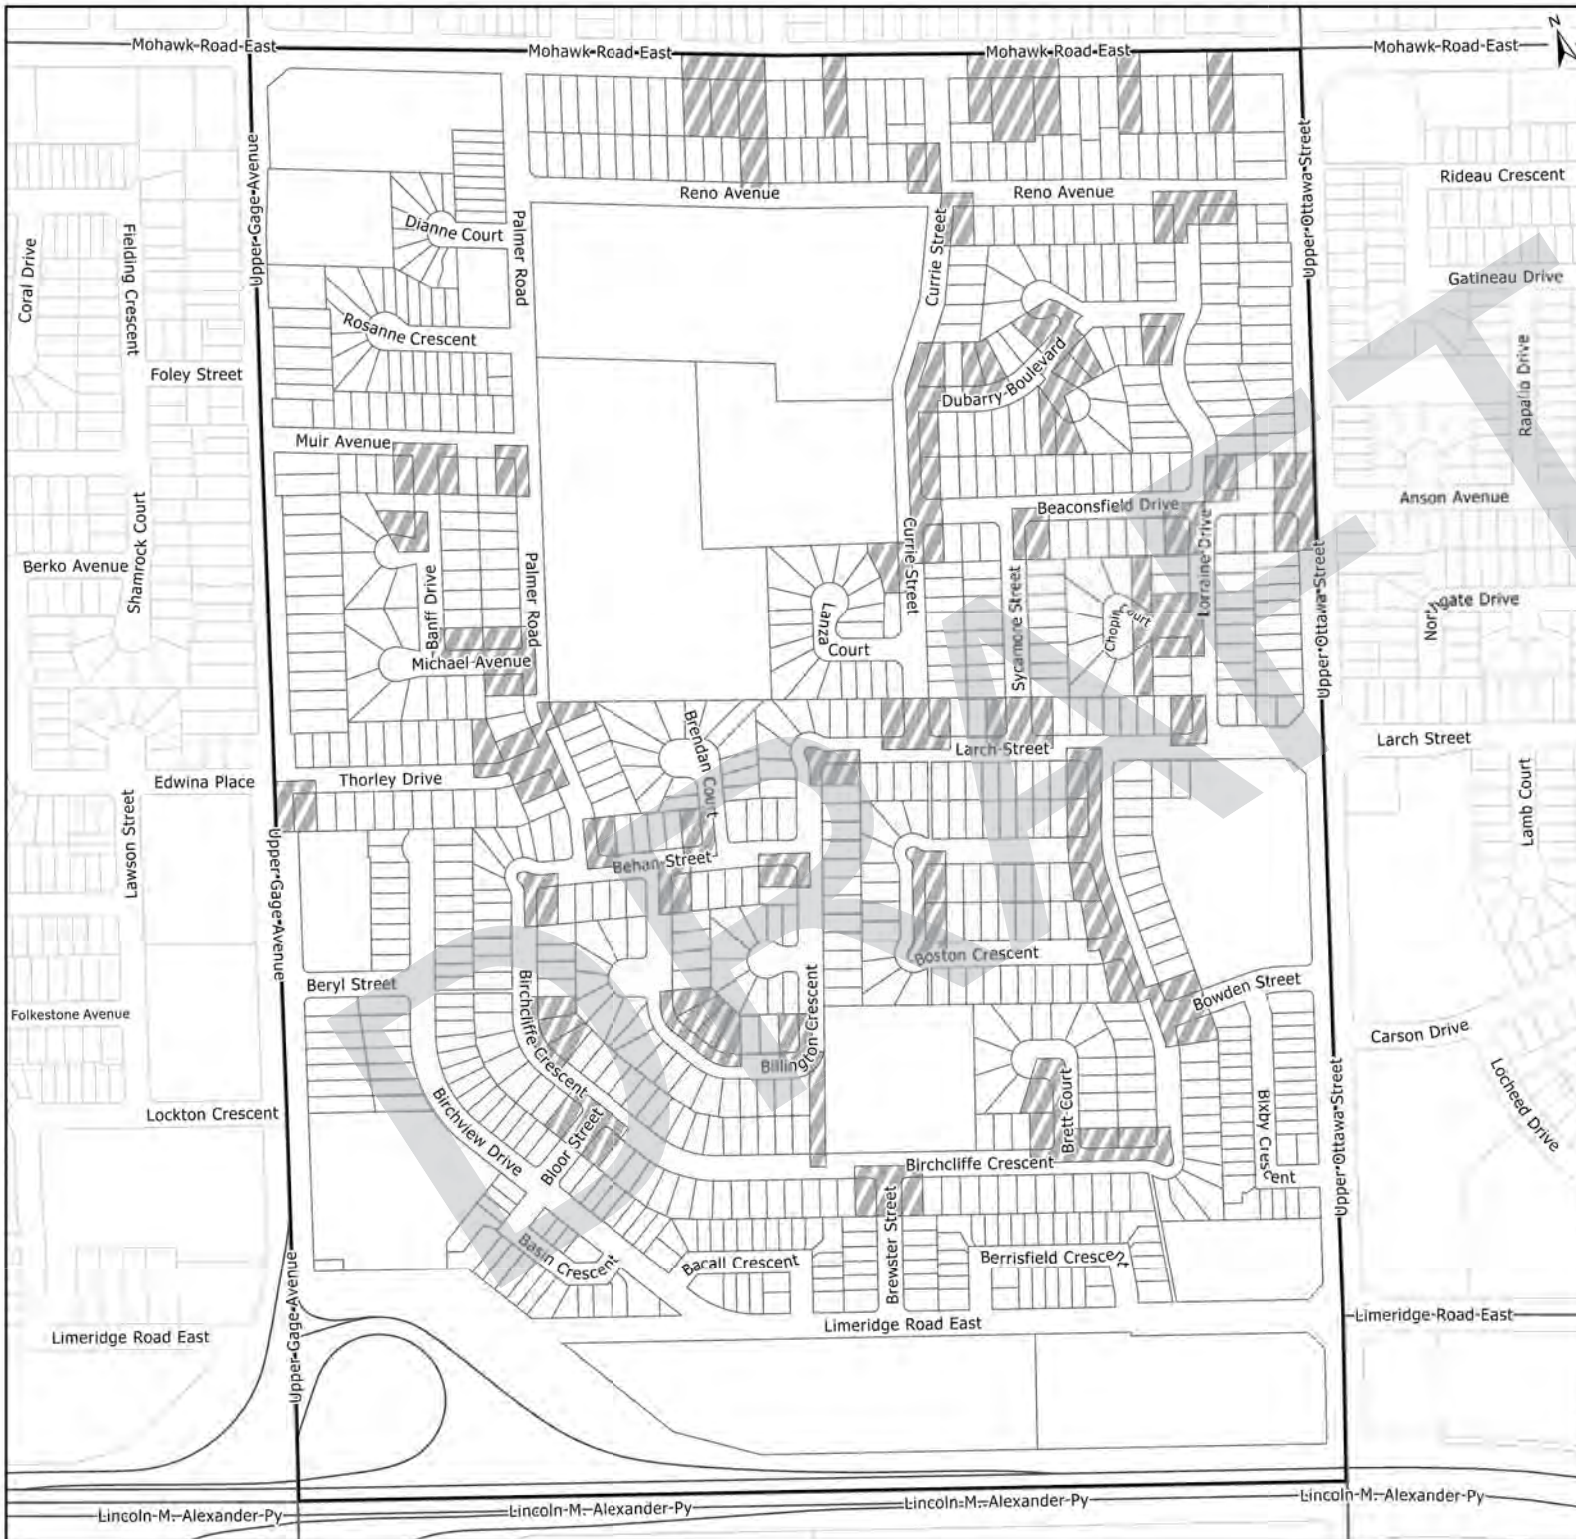 N
Mohawk Road East
Mohawk Road East
Mohawk Road East
Mohawk Road East
Upper Gage Avenue
Upper Ottawa Street
Rideau Crescent
Reno Avenue
Reno Avenue
Dianne Court
Palmer Road
Currie Street
Coral Drive
Fielding Crescent
Gatineau Drive
Rosanne Crescent
Foley Street
Dubarry Boulevard
Rapallo Drive
Muir Avenue
Anson Avenue
Beaconsfield Drive
Shamrock Court
Lorraine Drive
Berko Avenue
Banff Drive
Palmer Road
Currie Street
Sycamore Street
Chopin Court
Upper Ottawa Street
Northgate Drive
Lanza
Court
Michael Avenue
Brendan Court
Larch Street
Larch Street
Edwina Place
Thorley Drive
Lamb Court
Lawson Street
Upper Gage Avenue
Behan Street
Boston Crescent
Beryl Street
Bowden Street
Folkestone Avenue
Birchcliffe Crescent
Billington Crescent
Carson Drive
Locheed Drive
Lockton Crescent
Birchview Drive
Bloor Street
Brett Court
Bixby Crescent
Upper Ottawa Street
Birchcliffe Crescent
Basin Crescent
Bacall Crescent
Brewster Street
Berrisfield Crescent
Upper Gage Avenue
Limeridge Road East
Limeridge Road East
Limeridge Road East
Lincoln M. Alexander Py
Lincoln M. Alexander Py
Lincoln M. Alexander Py
Lincoln M. Alexander Py
DRAFT